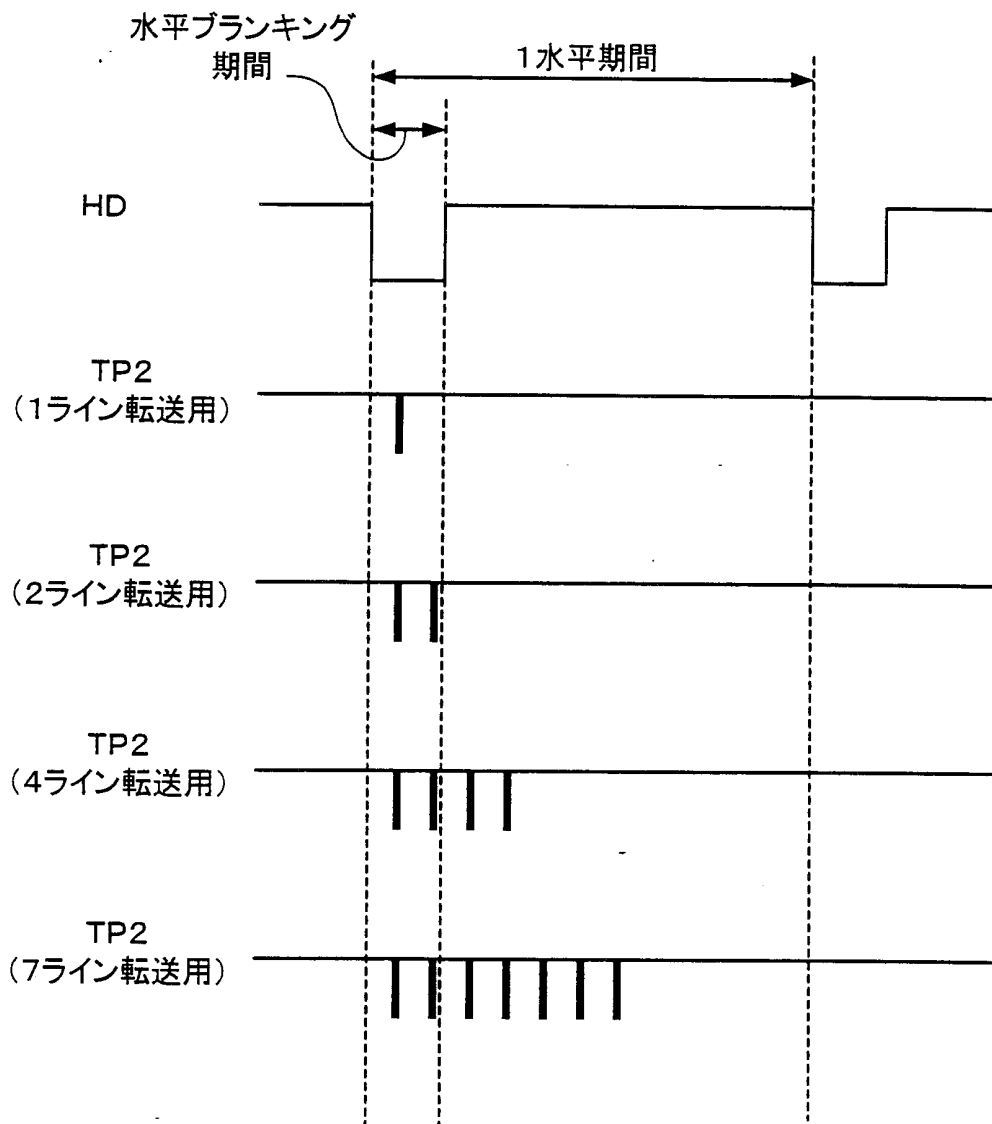 水平ブランキング
期間
1水平期間
HD
TP2
（1ライン転送用）
TP2
（2ライン転送用）
TP2
（4ライン転送用）
TP2
（7ライン転送用）